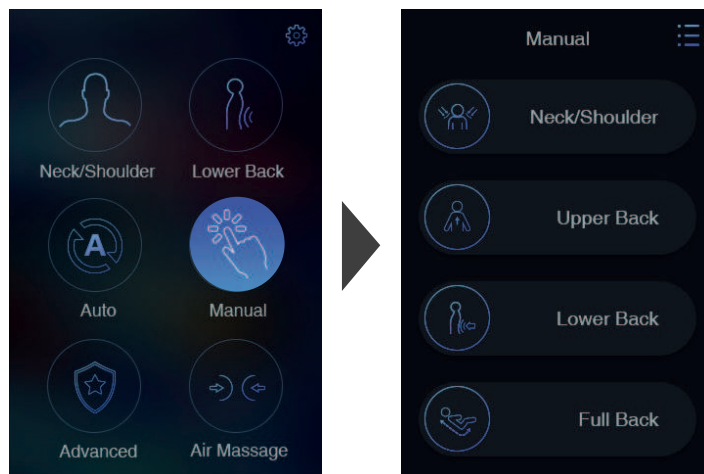 Neck/Shoulder Lower Back
A
Auto Manual
Advanced Air Massage
Manual
Neck/Shoulder
Upper Back
Lower Back
Full Back